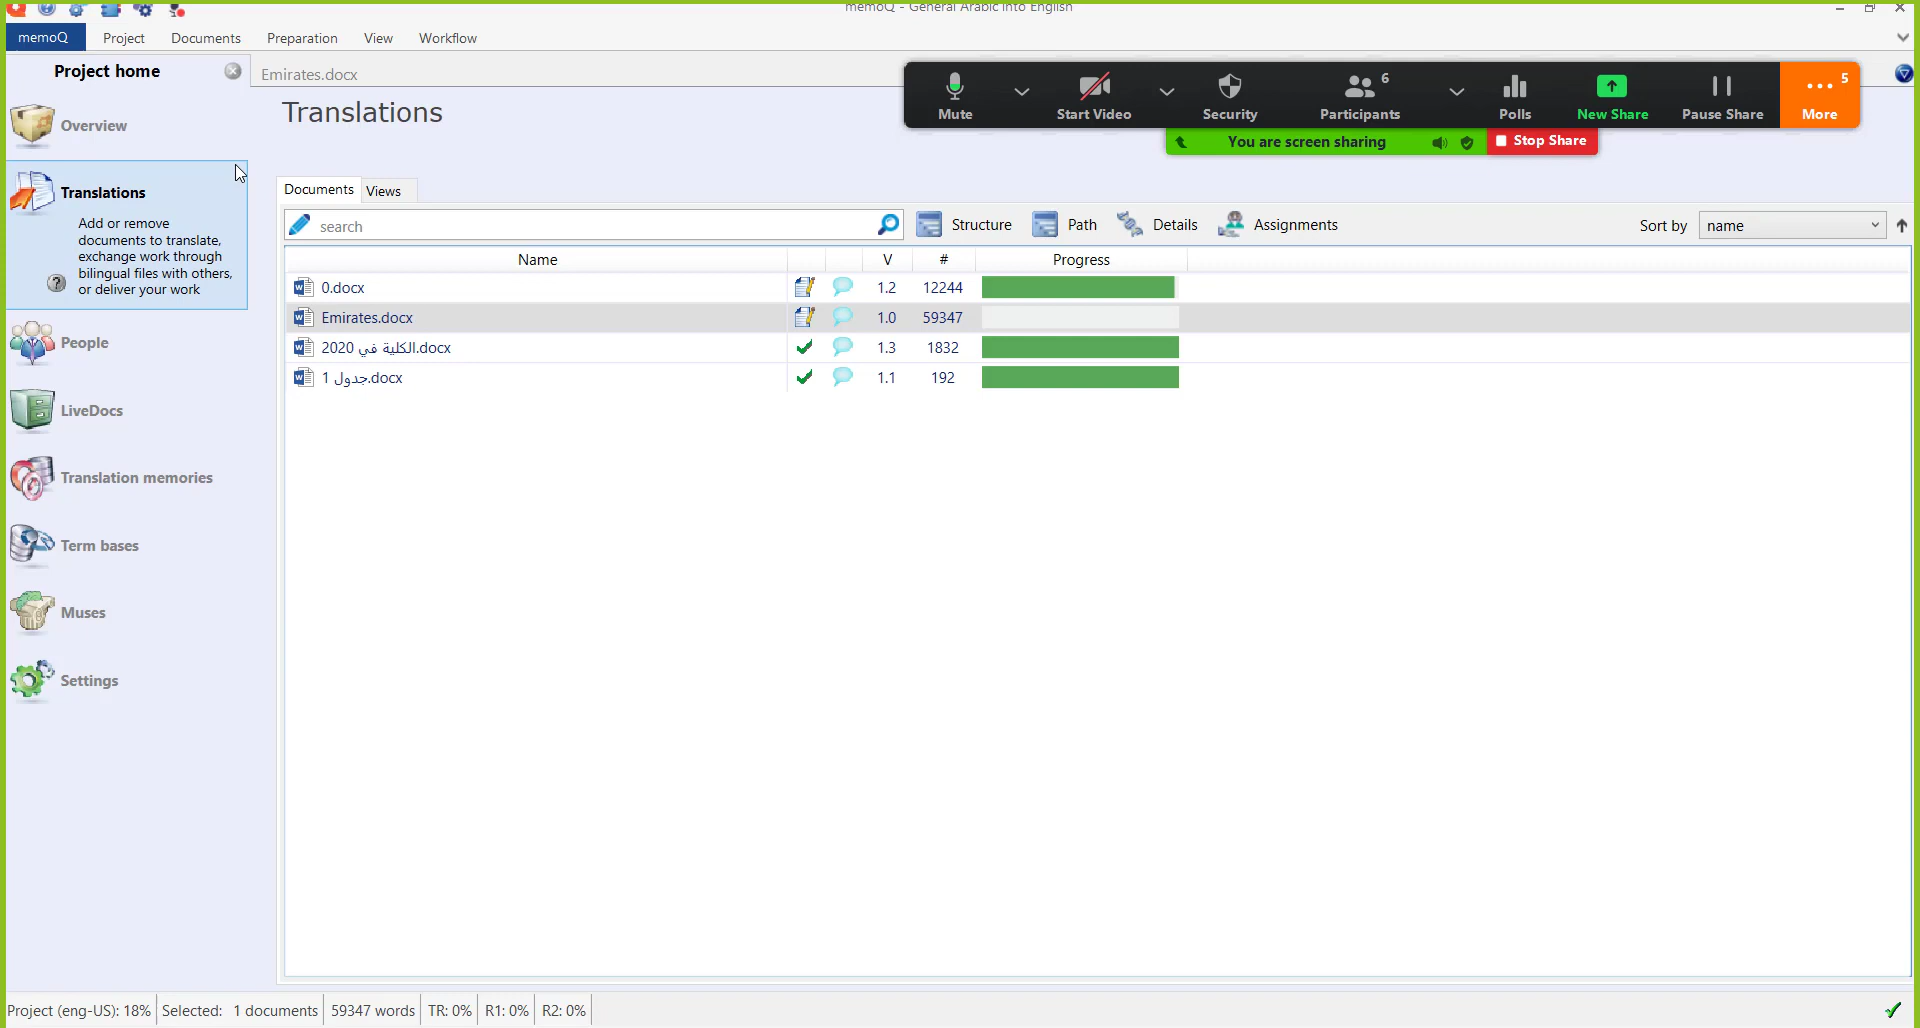 memoQ - General Arabic into English
memoQ Project Documents Preparation View Workflow
Project home
Emirates.docx
Mute
Start Video
Security
Participants 6
Polls
New Share
Pause Share
More 5
You are screen sharing
Stop Share
Translations
Overview
Translations
Add or remove
documents to translate,
exchange work through
bilingual files with others,
or deliver your work
People
LiveDocs
Translation memories
Term bases
Muses
Settings
Documents Views
search
Structure Path Details Assignments
Sort by name
Name V # Progress
0.docx 1.2 12244
Emirates.docx 1.0 59347
الكلية في 2020.docx 1.3 1832
جدول 1.docx 1.1 192
Project (eng-US): 18% Selected: 1 documents 59347 words TR: 0% R1: 0% R2: 0%